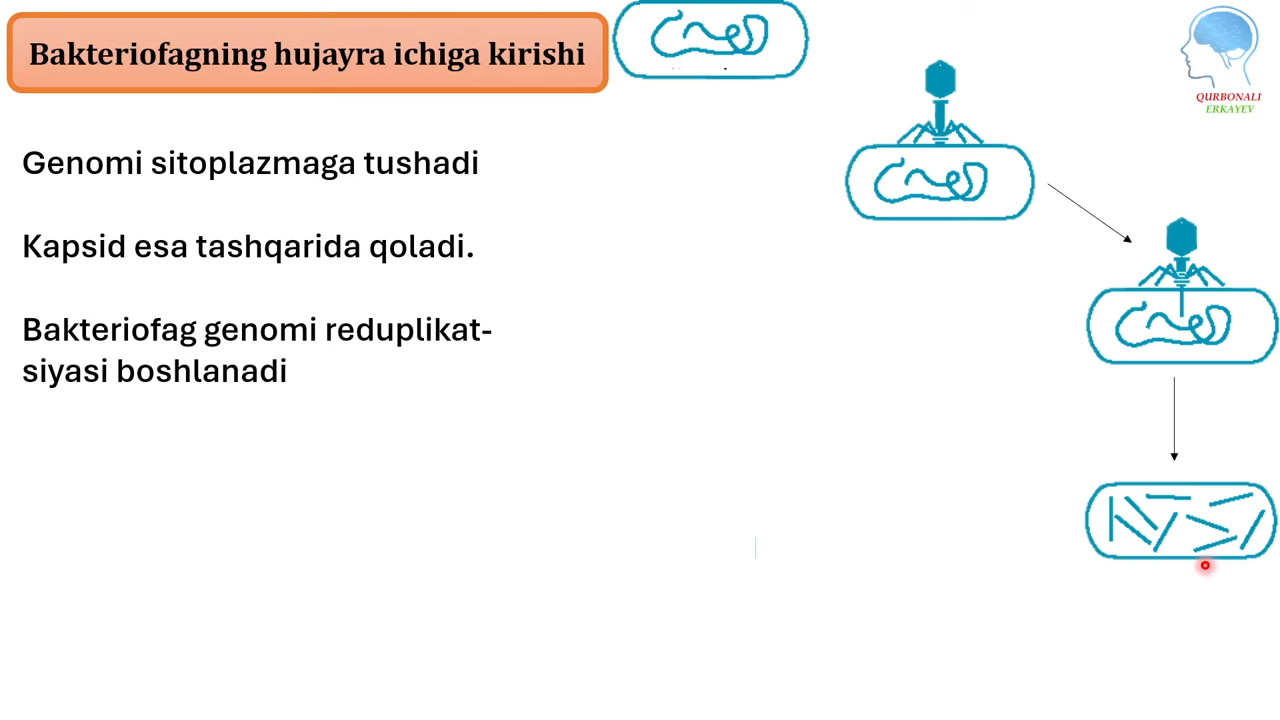 Bakteriofagning hujayra ichiga kirishi
QURBONALI
ERKAYEV
Genomi sitoplazmaga tushadi
Kapsid esa tashqarida qoladi.
Bakteriofag genomi reduplikat-
siyasi boshlanadi